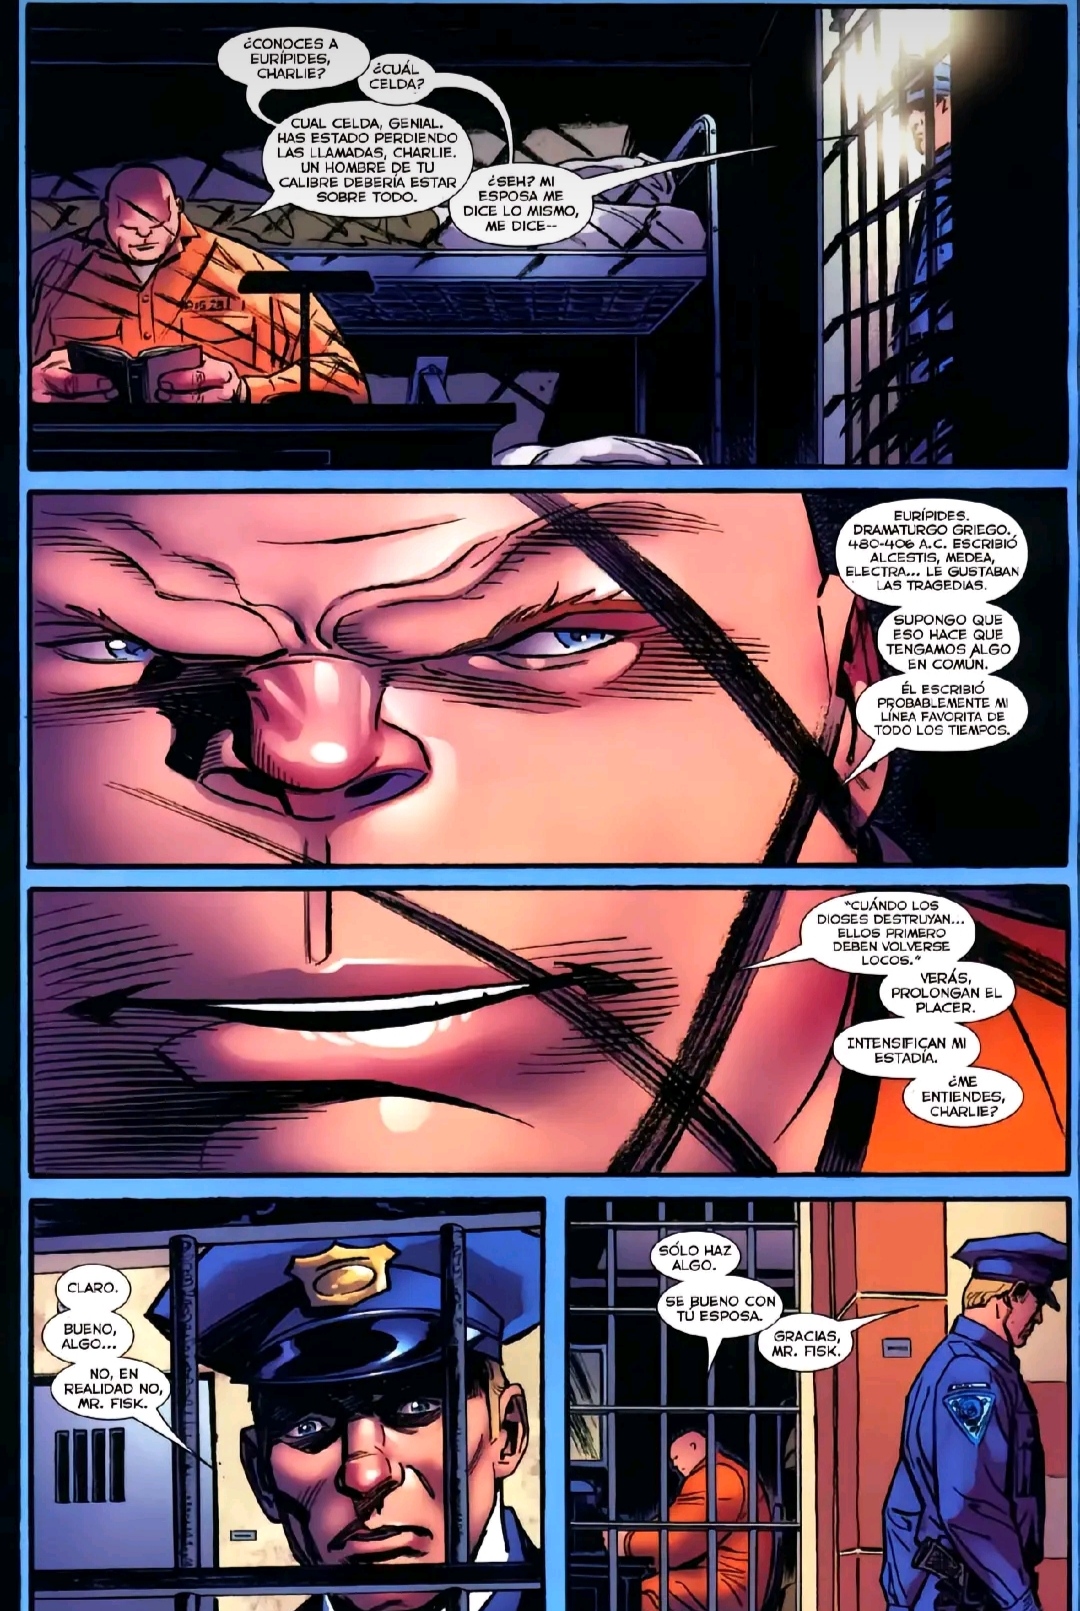 ¿CONOCES A
EURÍPIDES,
CHARLIE?
¿CUÁL
CELDA?
CUAL CELDA, GENIAL.
HAS ESTADO PERDIENDO
LAS LLAMADAS, CHARLIE.
UN HOMBRE DE TU
CALIBRE DEBERÍA ESTAR
SOBRE TODO.
¿SEH? MI
ESPOSA ME
DICE LO MISMO,
ME DICE--
EURÍPIDES.
DRAMATURGO GRIEGO.
480-406 A.C. ESCRIBIÓ
ALCESTIS, MEDEA,
ELECTRA... LE GUSTABAN
LAS TRAGEDIAS.
SUPONGO QUE
ESO HACE QUE
TENGAMOS ALGO
EN COMÚN.
ÉL ESCRIBIÓ
PROBABLEMENTE MI
LÍNEA FAVORITA DE
TODO LOS TIEMPOS.
"CUÁNDO LOS
DIOSES DESTRUYAN...
ELLOS PRIMERO
DEBEN VOLVERSE
LOCOS."
VERÁS,
PROLONGAN EL
PLACER.
INTENSIFICAN MI
ESTADÍA.
¿ME
ENTIENDES,
CHARLIE?
CLARO.
BUENO,
ALGO...
NO, EN
REALIDAD NO,
MR. FISK.
SÓLO HAZ
ALGO.
SE BUENO CON
TU ESPOSA.
GRACIAS,
MR. FISK.